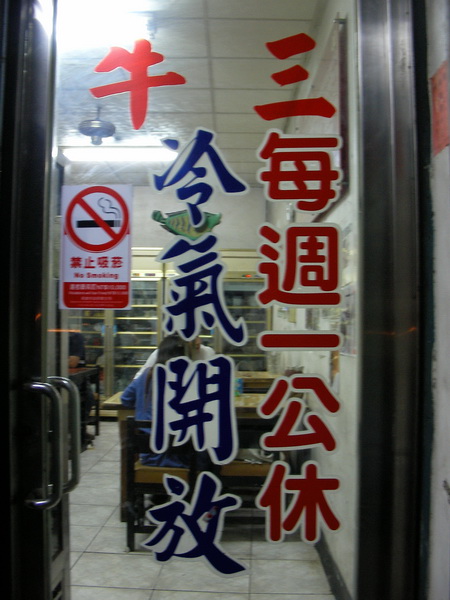 三
每週一公休
冷氣開放
牛
禁止吸菸
No Smoking